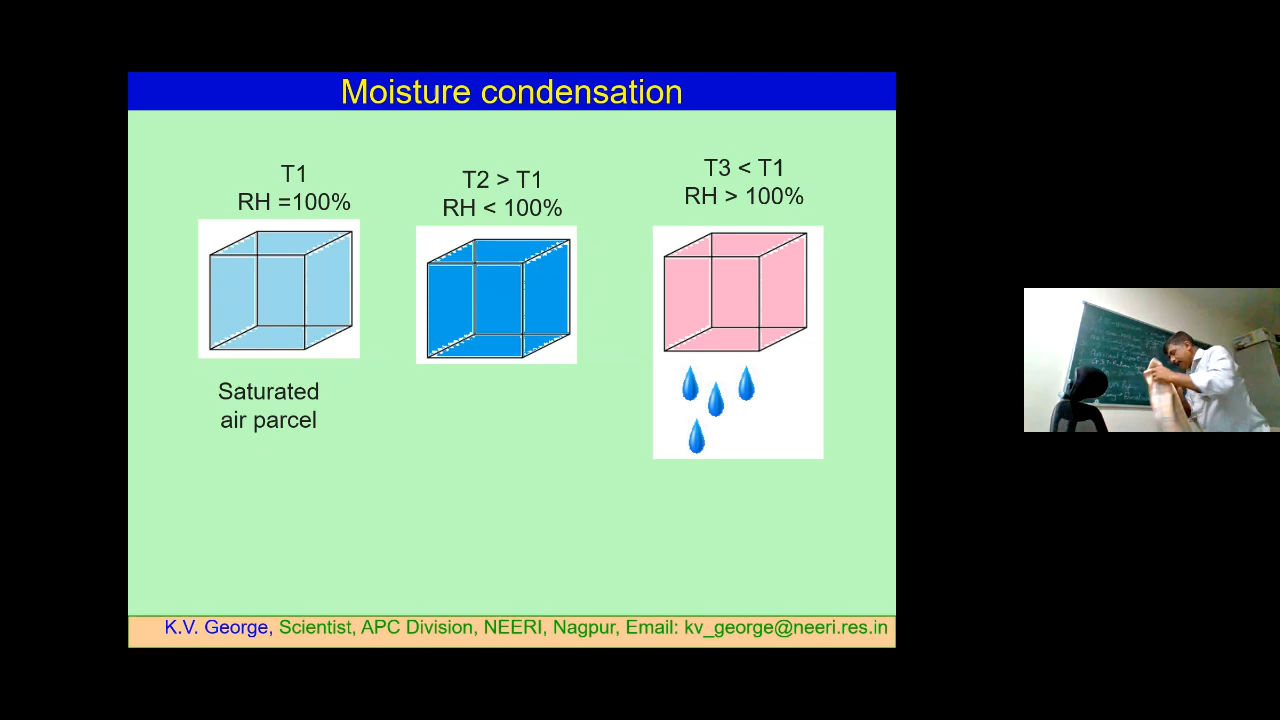 Moisture condensation
T1
RH =100%
T2 > T1
RH < 100%
T3 < T1
RH > 100%
Saturated
air parcel
K.V. George, Scientist, APC Division, NEERI, Nagpur, Email: kv_george@neeri.res.in